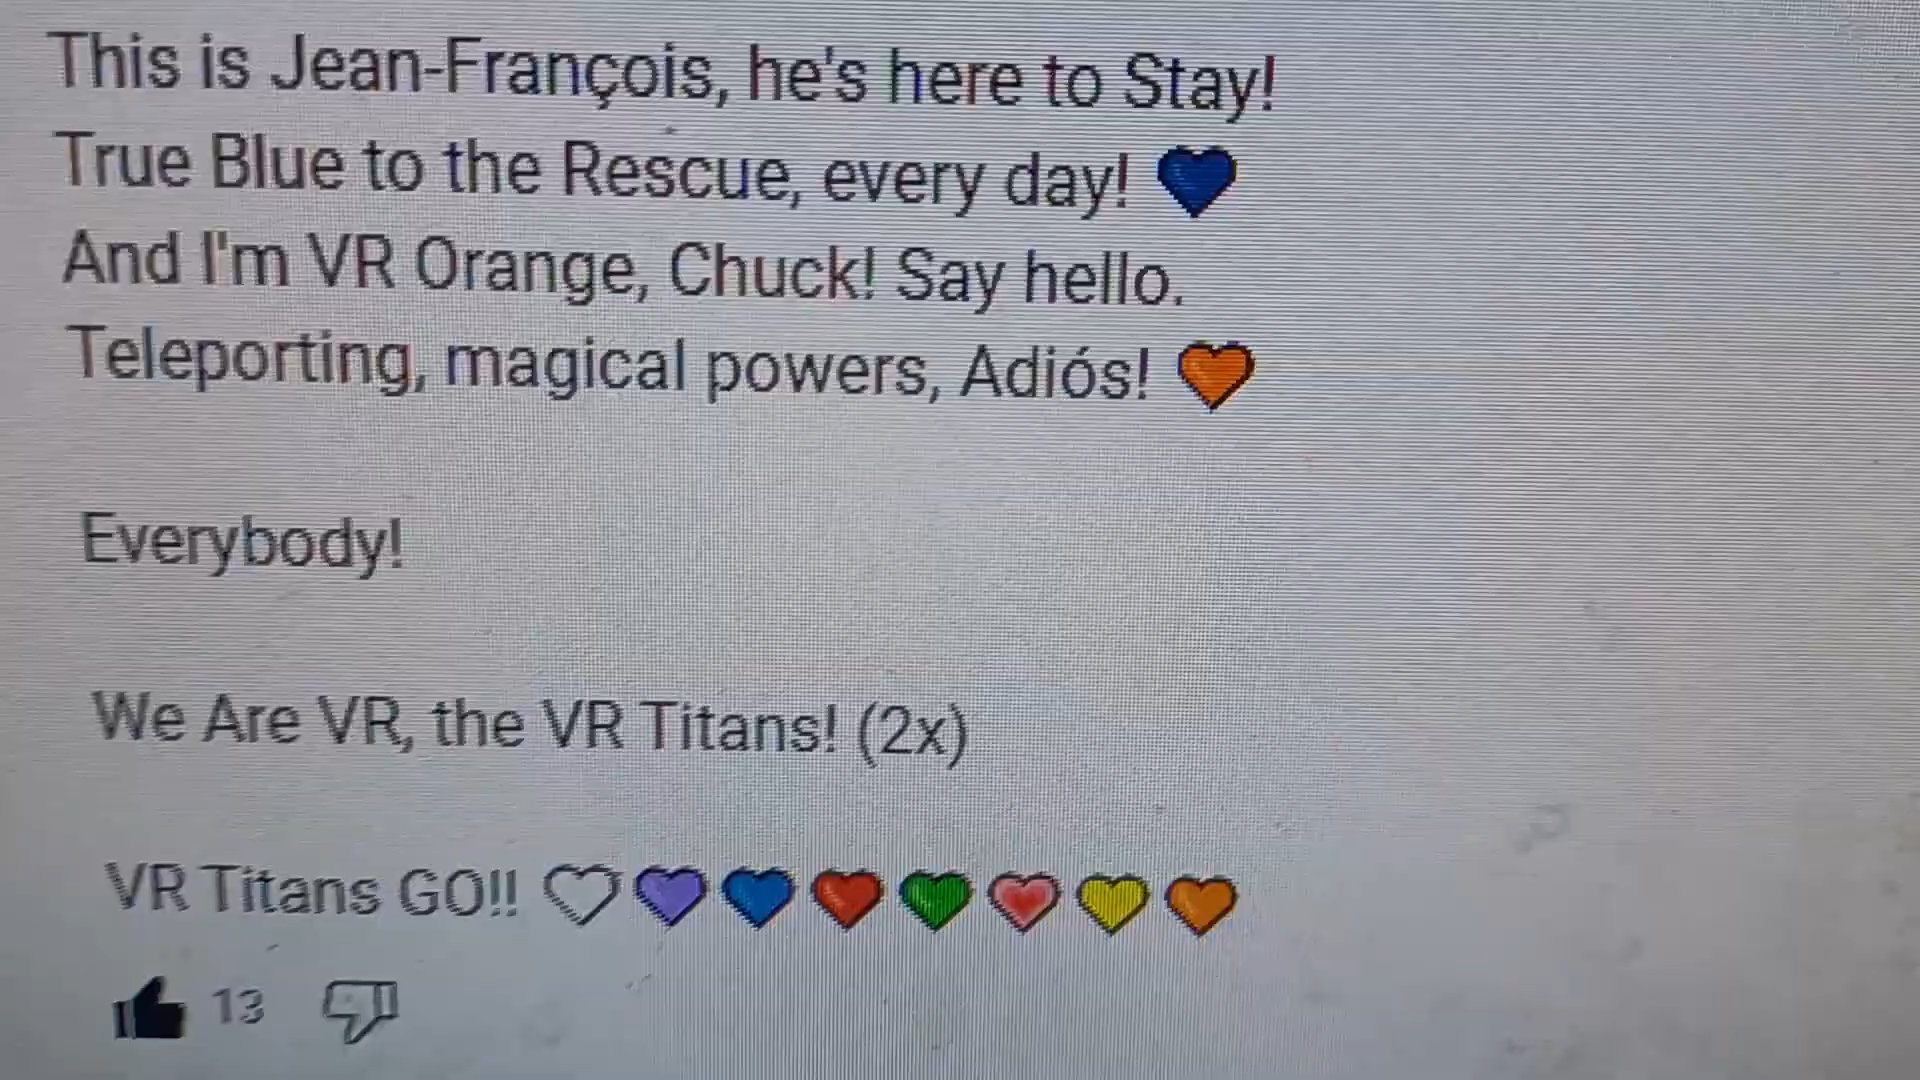 This is Jean-François, he's here to Stay!
True Blue to the Rescue, every day! 💙
And I'm VR Orange, Chuck! Say hello.
Teleporting, magical powers, Adiós! 🧡
Everybody!
We Are VR, the VR Titans! (2x)
VR Titans GO!! 🤍💜💙❤️💚🩷💛🧡
13